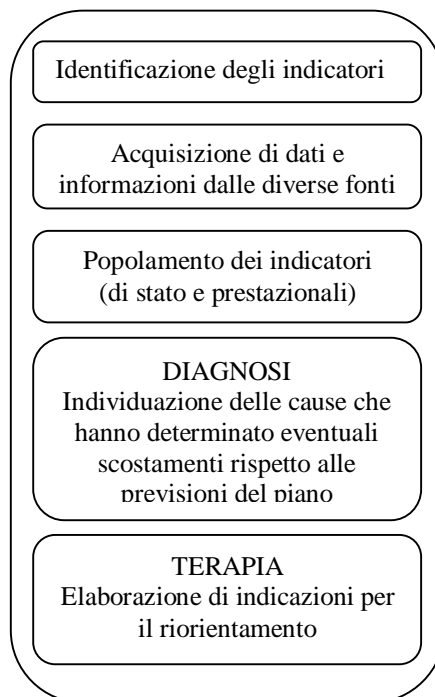 Identificazione degli indicatori
Acquisizione di dati e
informazioni dalle diverse fonti
Popolamento dei indicatori
(di stato e prestazionali)
DIAGNOSI
Individuazione delle cause che
hanno determinato eventuali
scostamenti rispetto alle
previsioni del piano
TERAPIA
Elaborazione di indicazioni per
il riorientamento